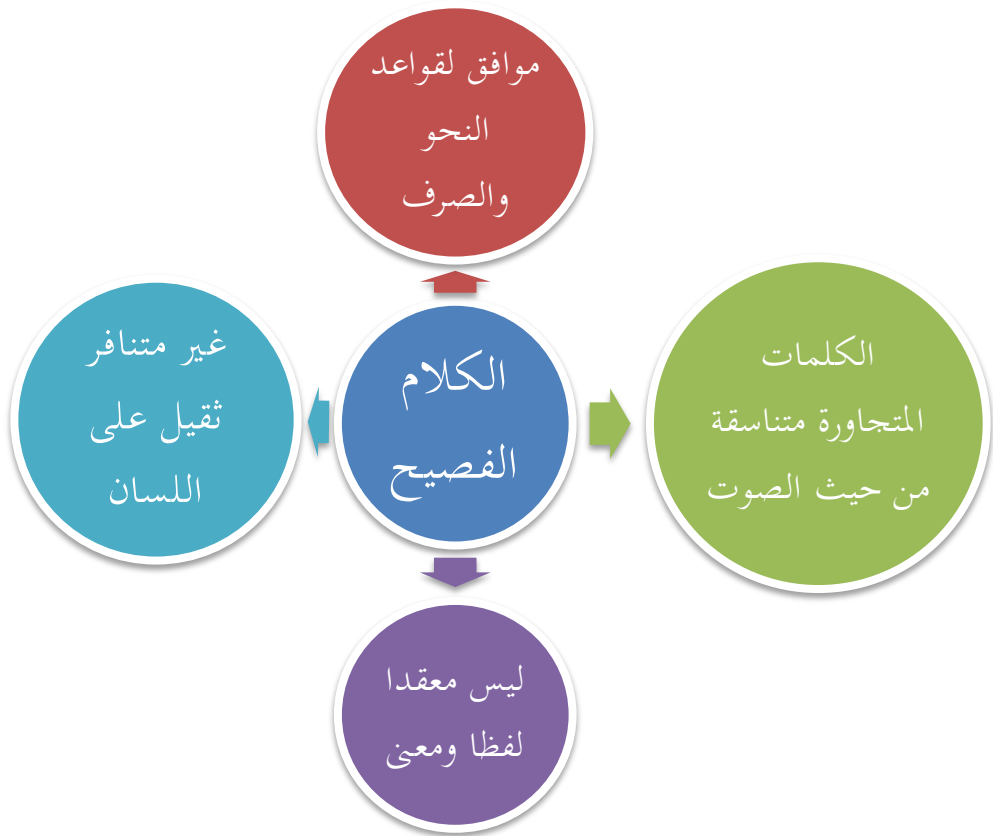 موافق لقواعد
النحو
والصرف
الكلمات
المتجاورة متناسقة
من حيث الصوت
الكلام
الفصيح
غير متنافر
ثقيل على
اللسان
ليس معقدا
لفظا ومعنى